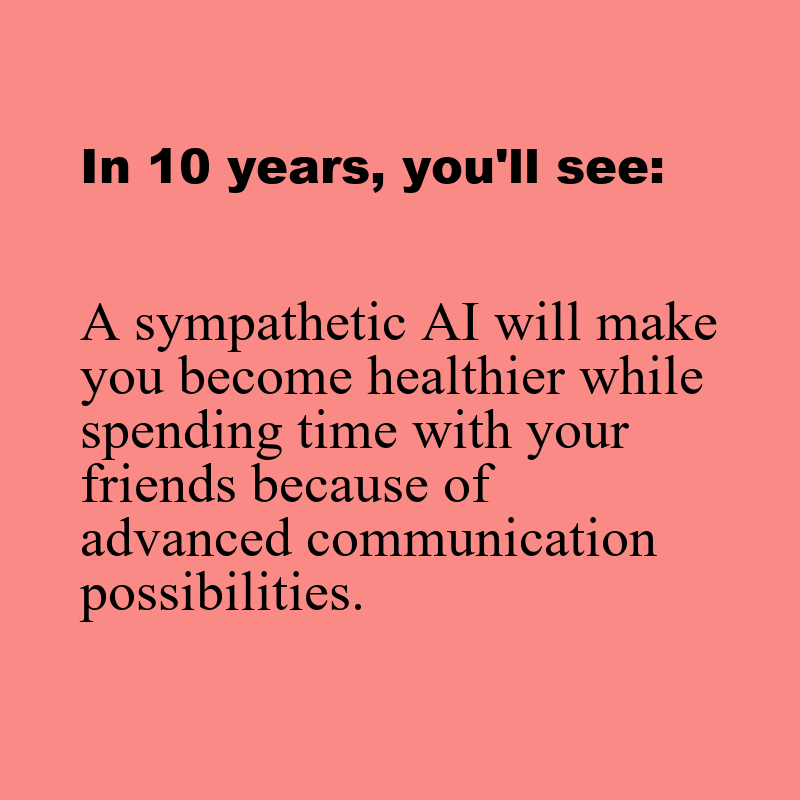 In 10 years, you'll see:
A sympathetic AI will make
you become healthier while
spending time with your
friends because of
advanced communication
possibilities.